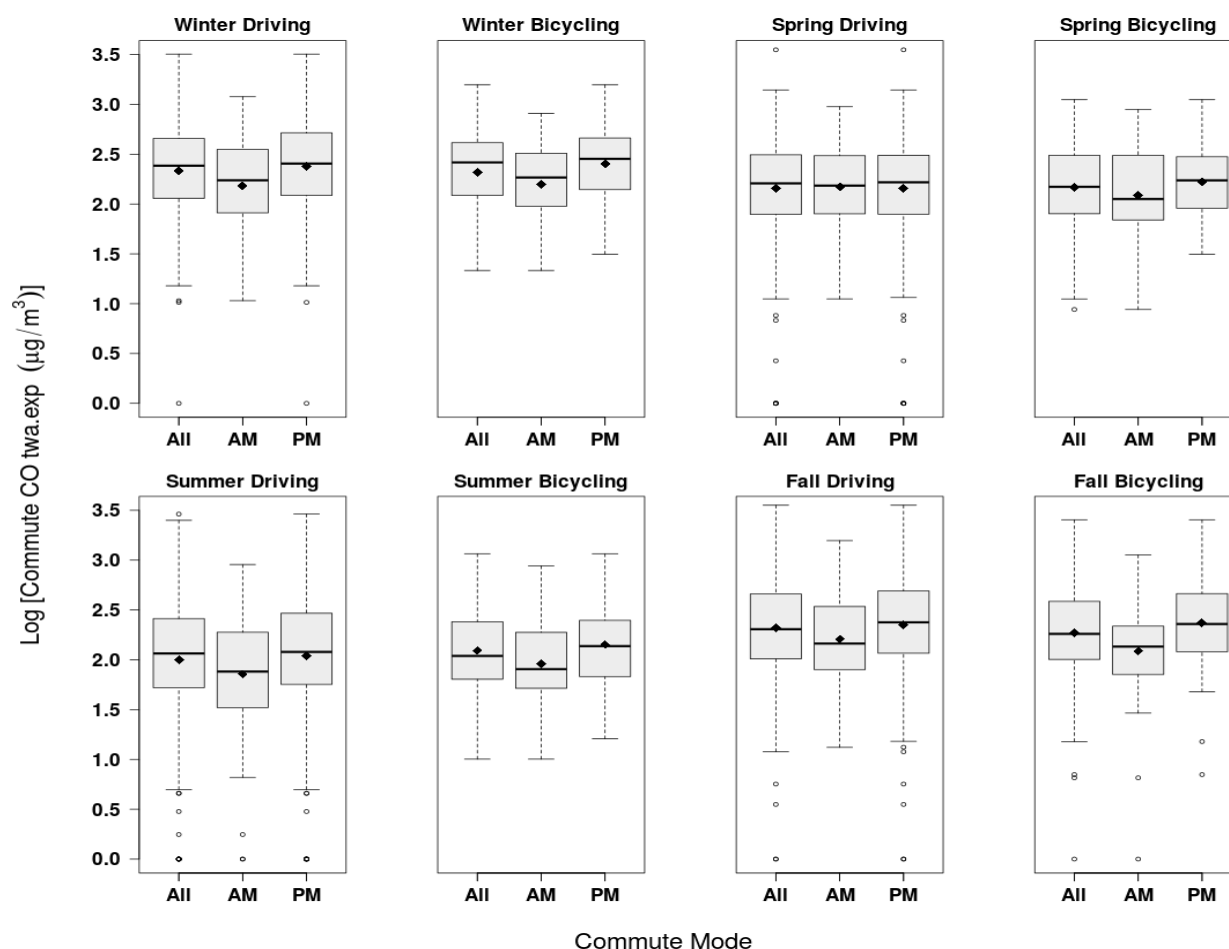 Winter Driving
Winter Bicycling
Spring Driving
Spring Bicycling
3.5
3.0
2.5
2.0
1.5
1.0
0.5
0.0
All AM PM
All AM PM
All AM PM
All AM PM
Log [Commute CO twa.exp (µg/m³)]
Summer Driving
Summer Bicycling
Fall Driving
Fall Bicycling
3.5
3.0
2.5
2.0
1.5
1.0
0.5
0.0
All AM PM
All AM PM
All AM PM
All AM PM
Commute Mode